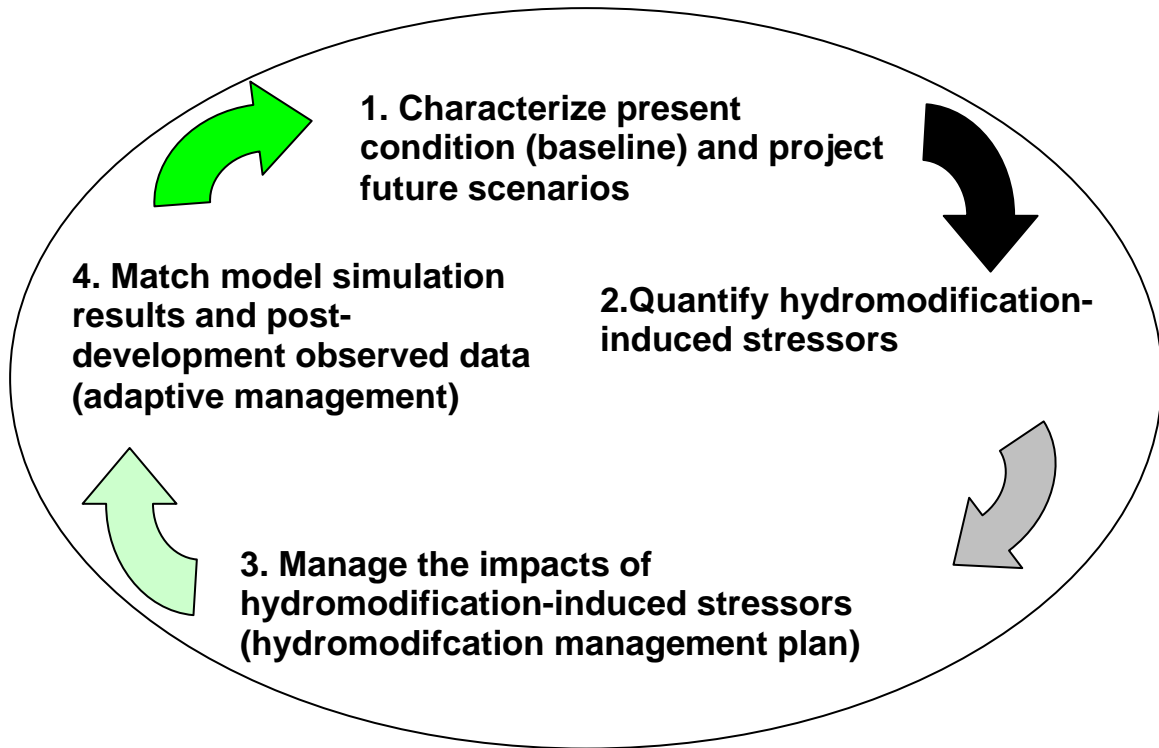 1. Characterize present
condition (baseline) and project
future scenarios
2.Quantify hydromodification-
induced stressors
3. Manage the impacts of
hydromodification-induced stressors
(hydromodifcation management plan)
4. Match model simulation
results and post-
development observed data
(adaptive management)